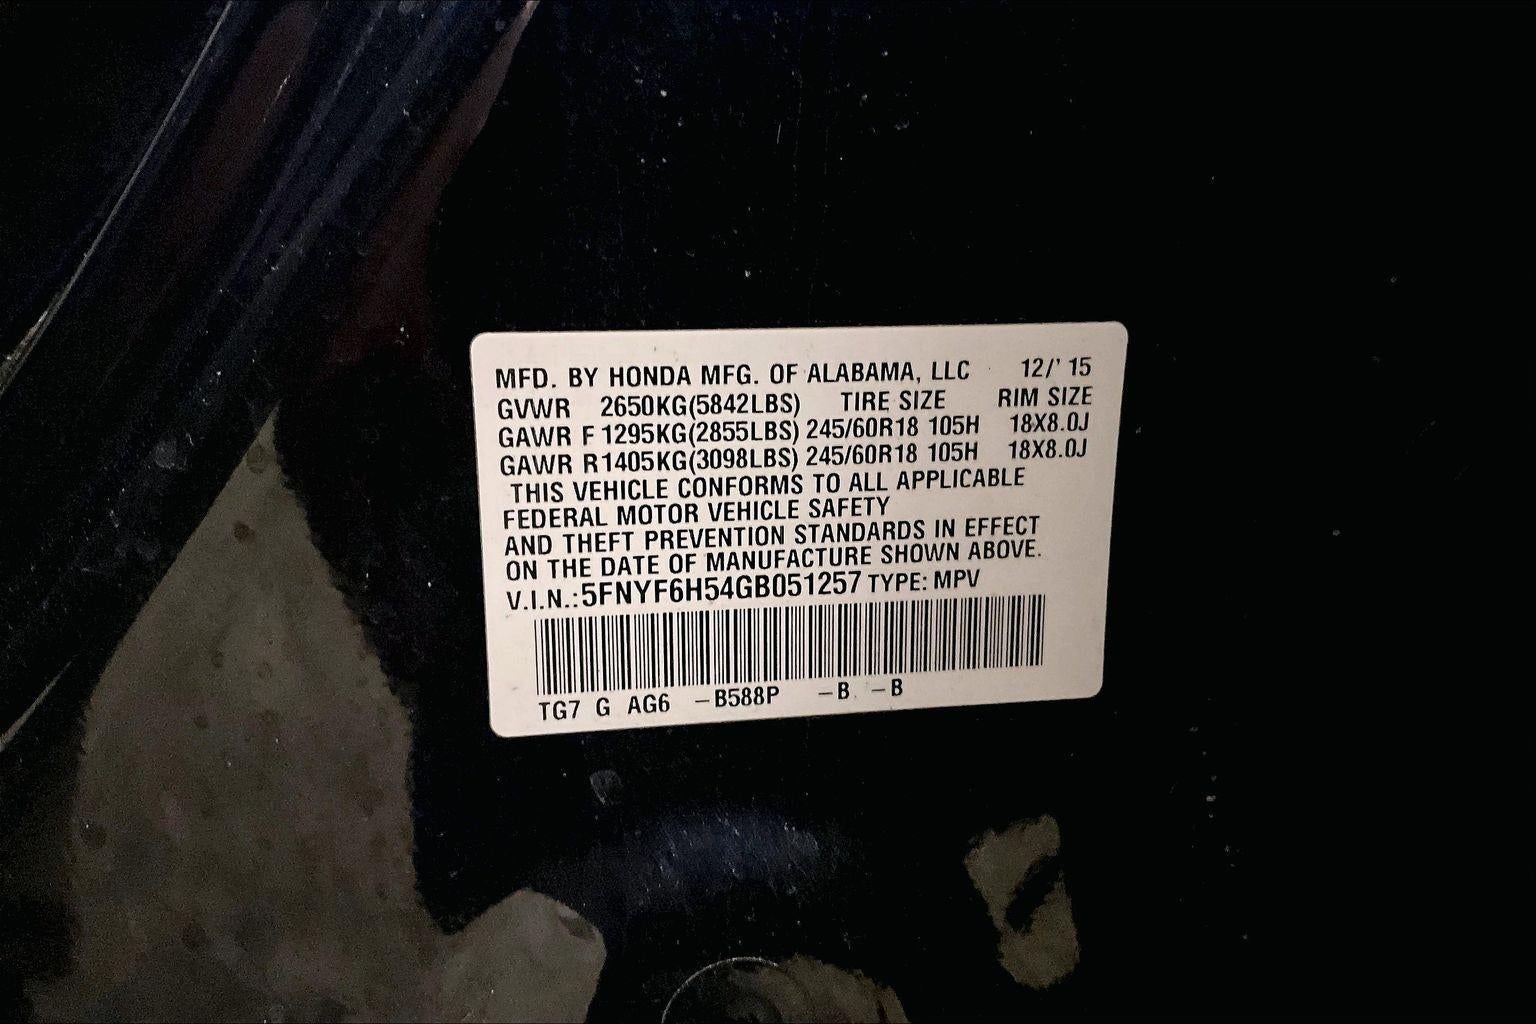 MFD. BY HONDA MFG. OF ALABAMA, LLC 12/' 15
GVWR 2650KG(5842LBS) TIRE SIZE RIM SIZE
GAWR F 1295KG(2855LBS) 245/60R18 105H 18X8.0J
GAWR R1405KG(3098LBS) 245/60R18 105H 18X8.0J
THIS VEHICLE CONFORMS TO ALL APPLICABLE
FEDERAL MOTOR VEHICLE SAFETY
AND THEFT PREVENTION STANDARDS IN EFFECT
ON THE DATE OF MANUFACTURE SHOWN ABOVE.
V.I.N.:5FNYF6H54GB051257 TYPE: MPV
TG7 G AG6 –B588P –B –B